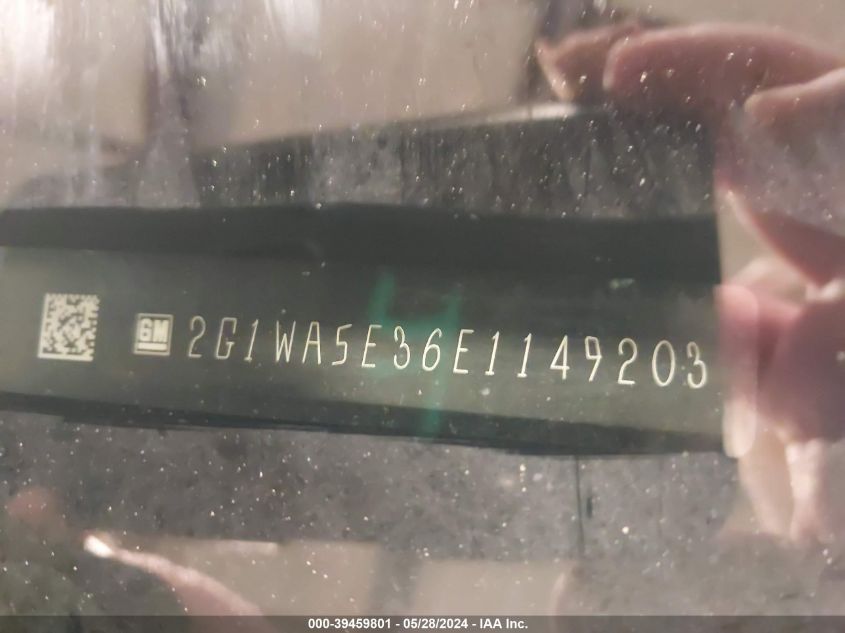 GM 2G1WA5E36E1149203
000-39459801 - 05/28/2024 - IAA Inc.